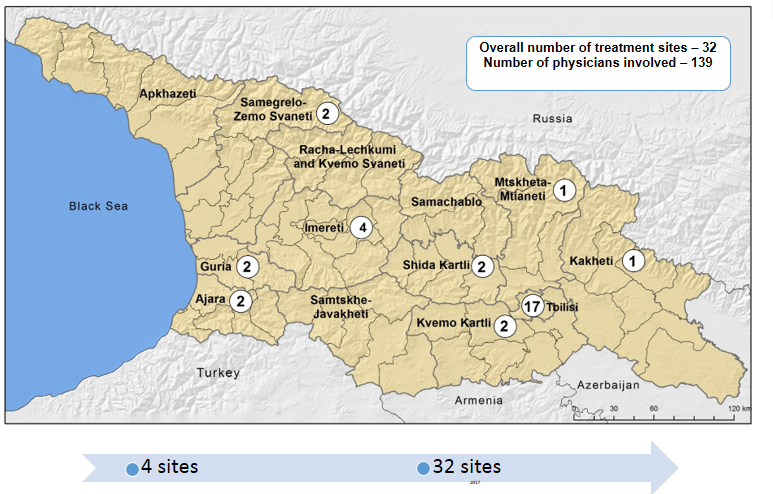 Overall number of treatment sites – 32
Number of physicians involved – 139
Apkhazeti
Samegrelo-
Zemo Svaneti
2
Russia
Racha-Lechkumi
and Kvemo Svaneti
Mtskheta-
Mtianeti
1
Black Sea
Samachablo
Imereti
4
Guria
2
Shida Kartli
2
Kakheti
1
Ajara
2
Samtskhe-
Javakheti
17
Tbilisi
Kvemo Kartli
2
Turkey
Armenia
Azerbaijan
0 30 60 120 km
4 sites
32 sites
2017